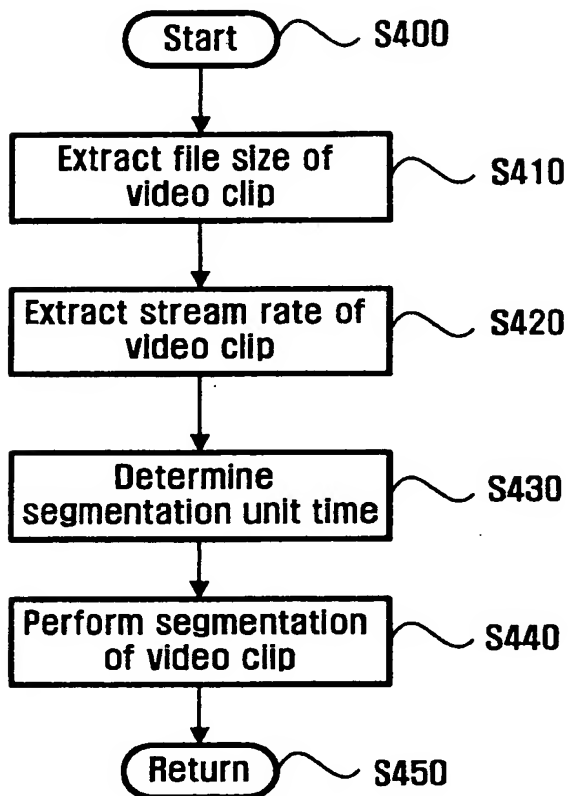 Start
S400
Extract file size of
video clip
S410
Extract stream rate of
video clip
S420
Determine
segmentation unit time
S430
Perform segmentation
of video clip
S440
Return
S450